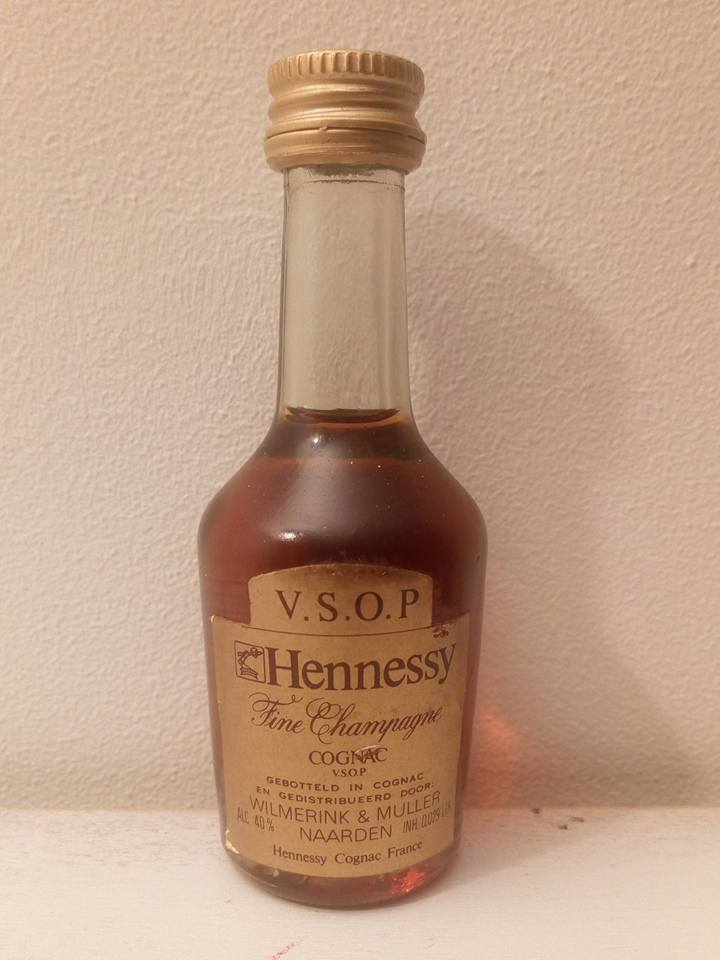 V.S.O.P
Hennessy
Fine Champagne
COGNAC
V.S.O.P
GEBOTTELD IN COGNAC
EN GEDISTRIBUEERD DOOR:
WILMERINK & MULLER
ALC 40% NAARDEN INH. 0,029 LTR.
Hennessy Cognac France